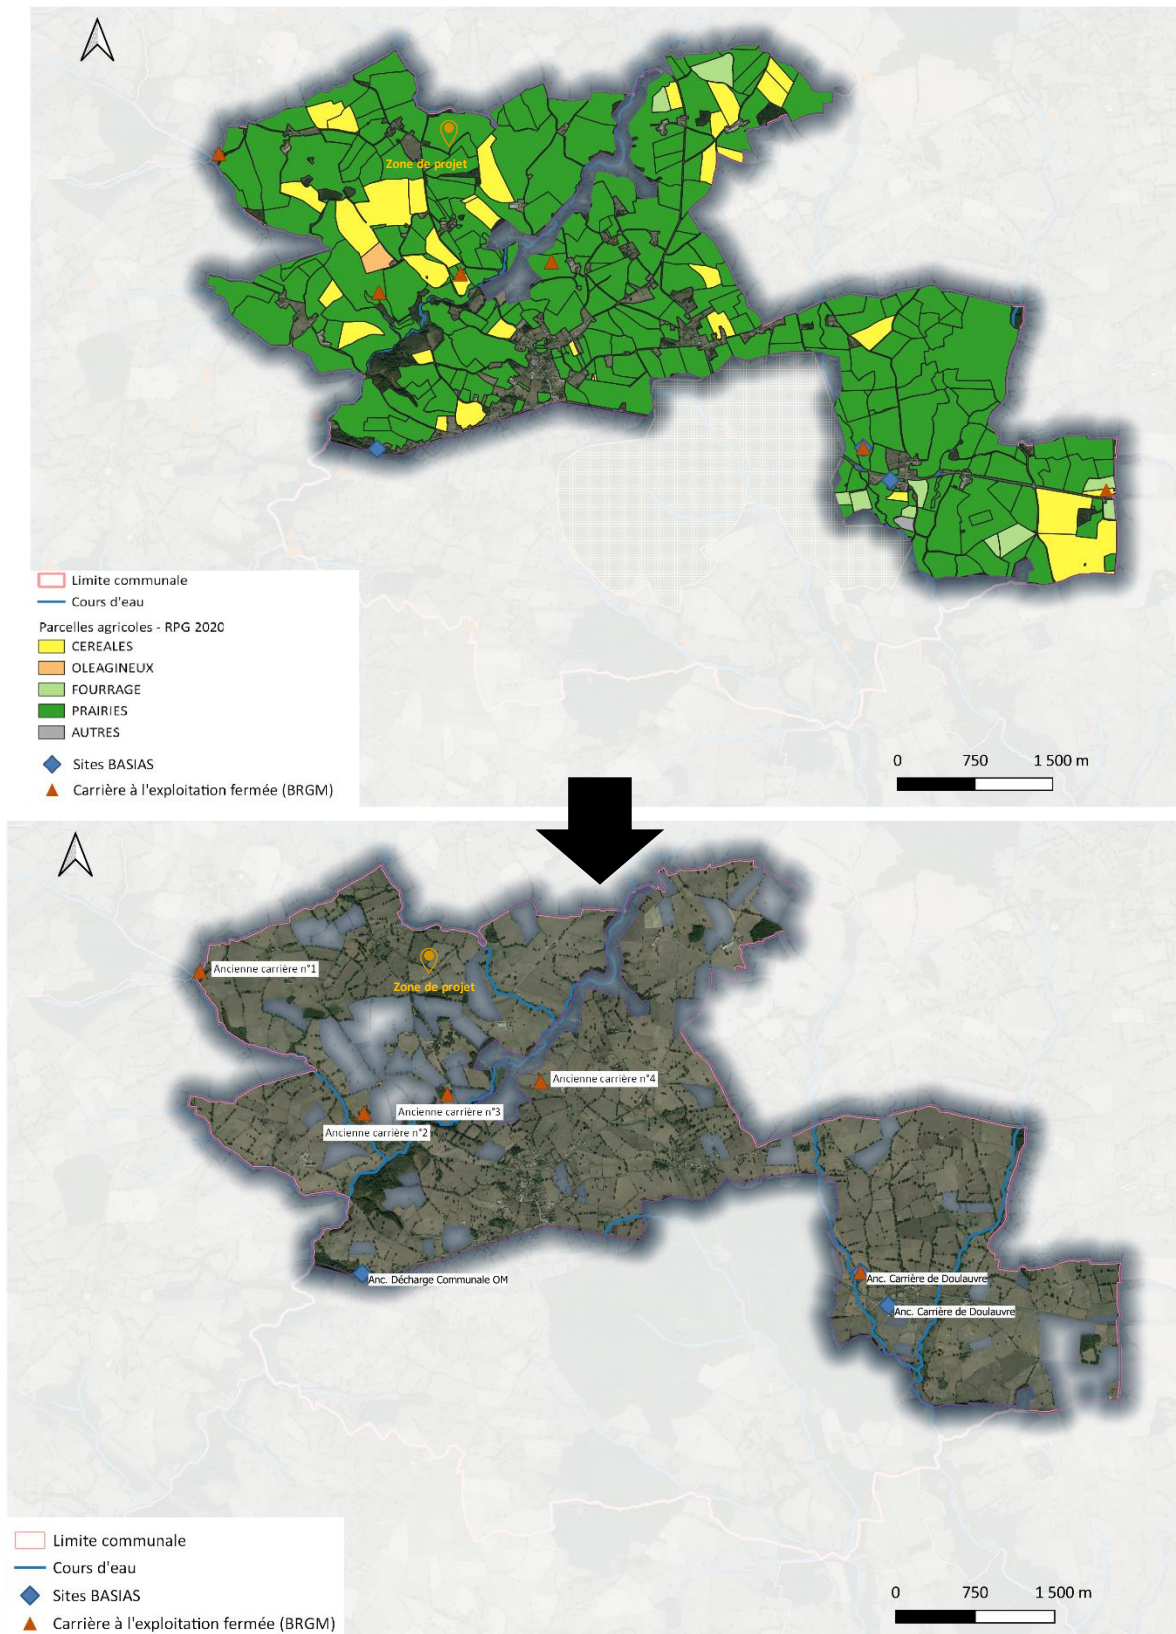 Zone de projet
Limite communale
Cours d'eau
Parcelles agricoles - RPG 2020
CEREALES
OLEAGINEUX
FOURRAGE
PRAIRIES
AUTRES
Sites BASIAS
Carrière à l'exploitation fermée (BRGM)
0 750 1 500 m
Ancienne carrière n°1
Zone de projet
Ancienne carrière n°4
Ancienne carrière n°3
Ancienne carrière n°2
Anc. Décharge Communale OM
Anc. Carrière de Doulauvre
Anc. Carrière de Doulauvre
Limite communale
Cours d'eau
Sites BASIAS
Carrière à l'exploitation fermée (BRGM)
0 750 1 500 m